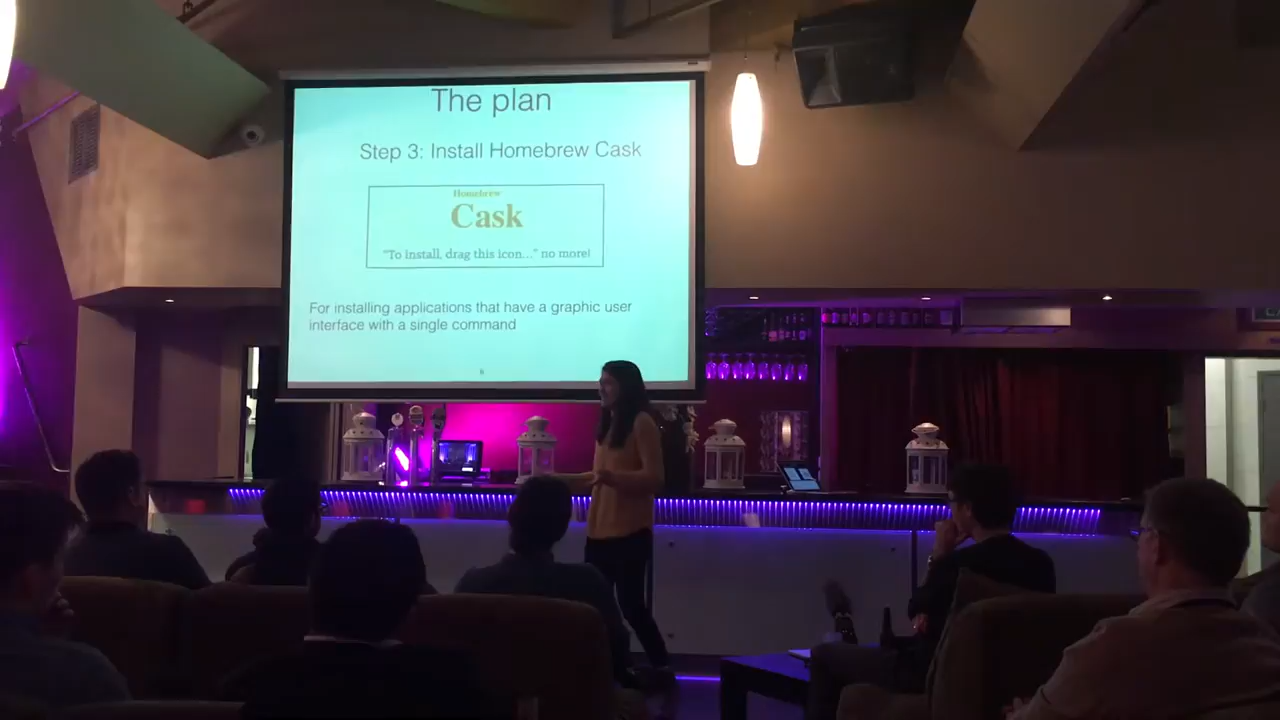 The plan
Step 3: Install Homebrew Cask
Homebrew
Cask
“To install, drag this icon...” no more!
For installing applications that have a graphic user
interface with a single command